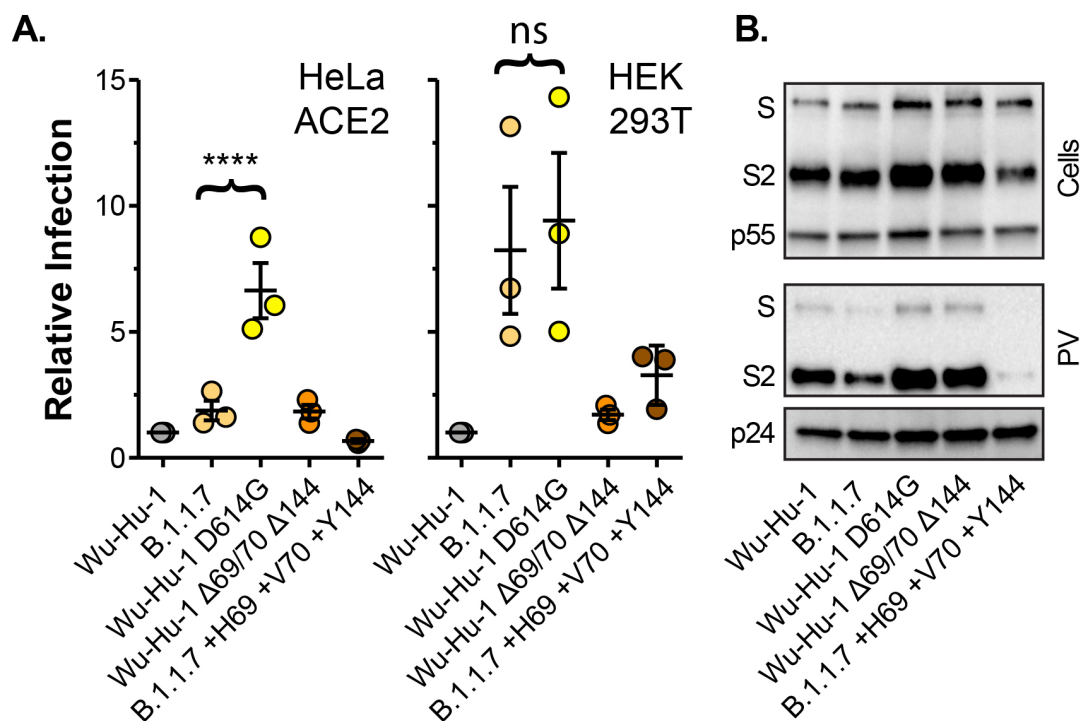 A.
Relative Infection
15
10
5
0
HeLa
ACE2
****
Wu-Hu-1
B.1.1.7
Wu-Hu-1 D614G
Wu-Hu-1 Δ69/70 Δ144
B.1.1.7 +H69 +V70 +Y144
ns
HEK
293T
Wu-Hu-1
B.1.1.7
Wu-Hu-1 D614G
Wu-Hu-1 Δ69/70 Δ144
B.1.1.7 +H69 +V70 +Y144
B.
S
S2
p55
Cells
S
S2
PV
p24
Wu-Hu-1
B.1.1.7
Wu-Hu-1 D614G
Wu-Hu-1 Δ69/70 Δ144
B.1.1.7 +H69 +V70 +Y144